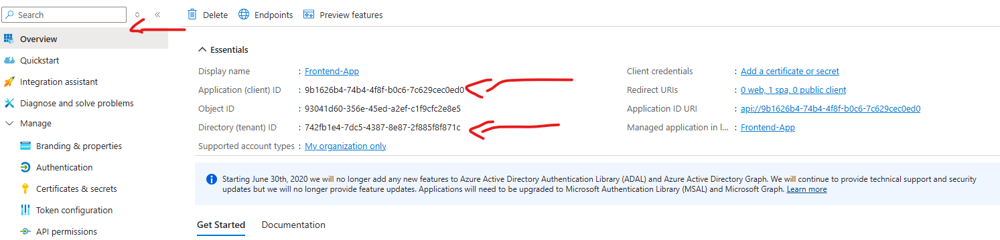 Search
Delete
Endpoints
Preview features
Overview
Quickstart
Integration assistant
Diagnose and solve problems
Manage
Branding & properties
Authentication
Certificates & secrets
Token configuration
API permissions
Essentials
Display name : Frontend-App
Application (client) ID : 9b1626b4-74b4-4f8f-b0c6-7c629cec0ed0
Object ID : 93041d60-356e-45ed-a2ef-c1f9cfc2e8e5
Directory (tenant) ID : 742fb1e4-7dc5-4387-8e87-2f885f8f871c
Supported account types : My organization only
Client credentials : Add a certificate or secret
Redirect URIs : 0 web, 1 spa, 0 public client
Application ID URI : api://9b1626b4-74b4-4f8f-b0c6-7c629cec0ed0
Managed application in l... : Frontend-App
Starting June 30th, 2020 we will no longer add any new features to Azure Active Directory Authentication Library (ADAL) and Azure Active Directory Graph. We will continue to provide technical support and security
updates but we will no longer provide feature updates. Applications will need to be upgraded to Microsoft Authentication Library (MSAL) and Microsoft Graph. Learn more
Get Started
Documentation